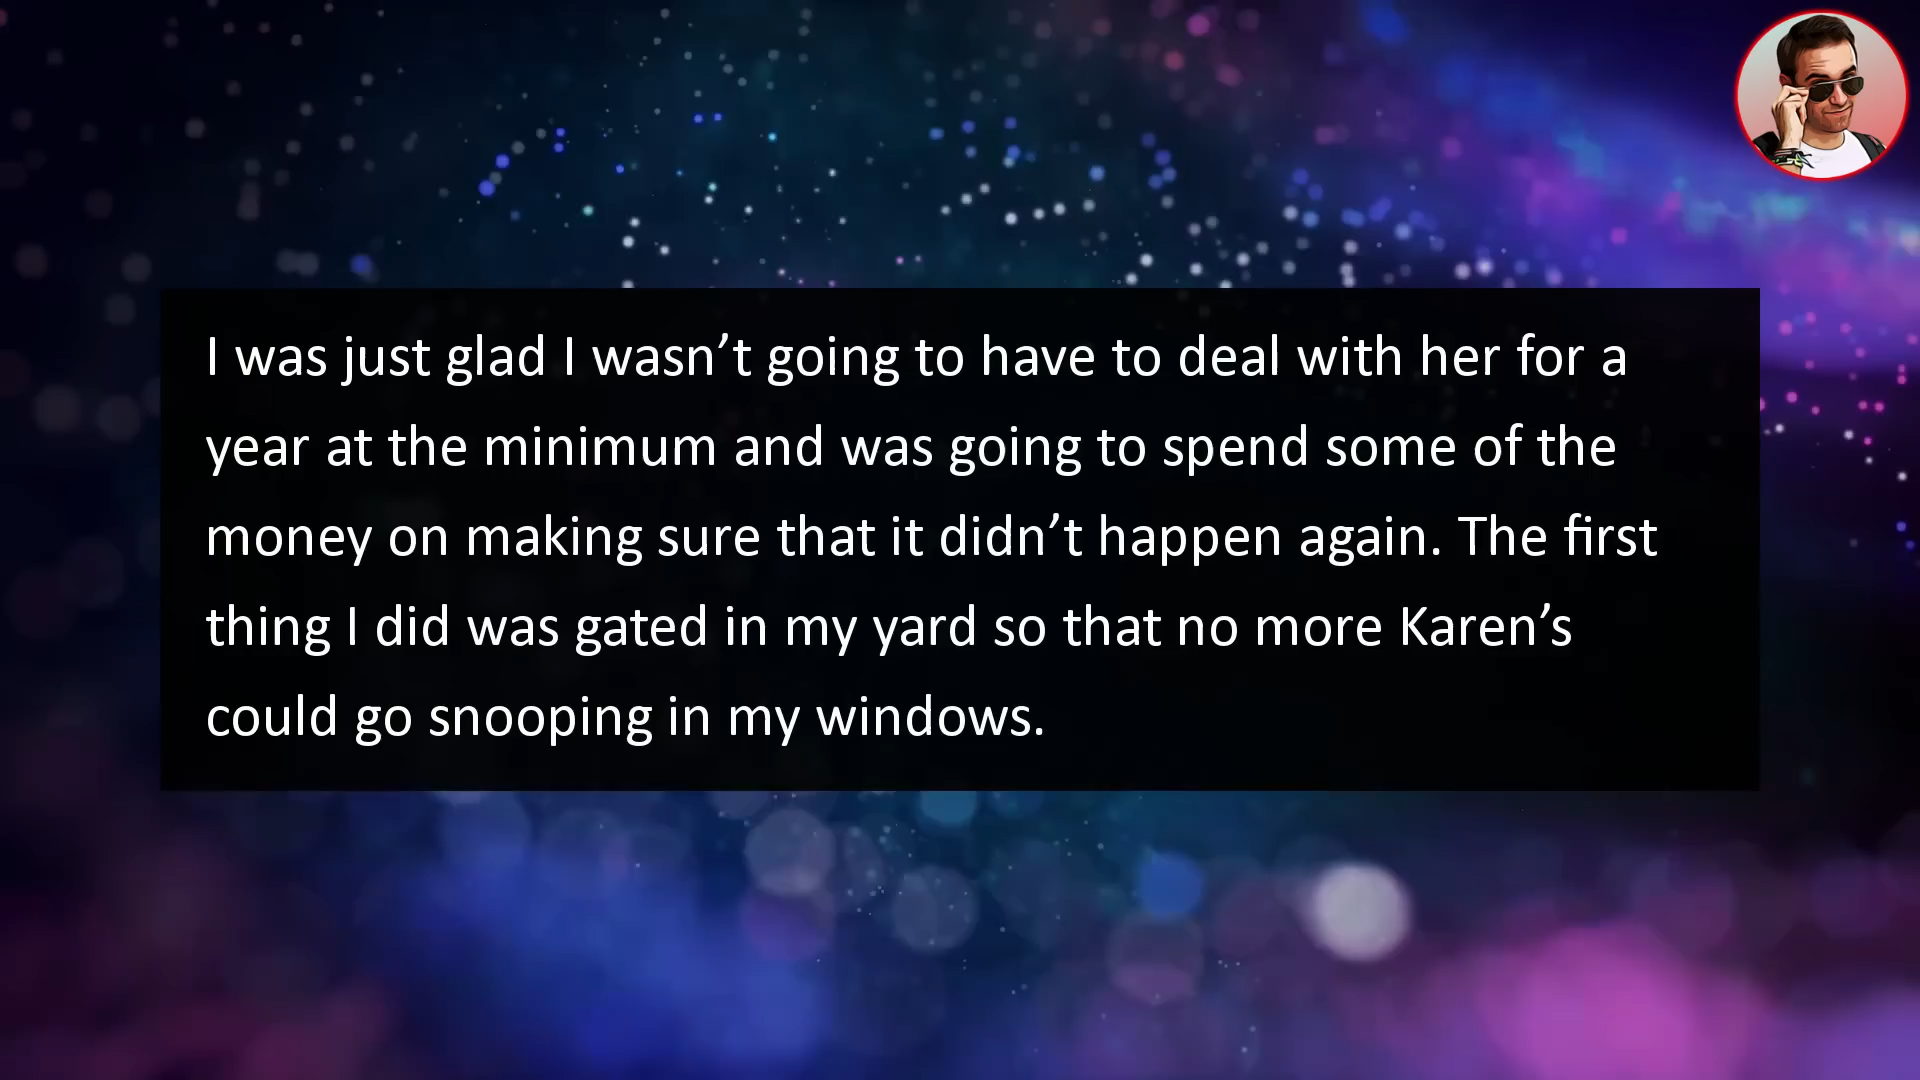 I was just glad I wasn’t going to have to deal with her for a
year at the minimum and was going to spend some of the
money on making sure that it didn’t happen again. The first
thing I did was gated in my yard so that no more Karen’s
could go snooping in my windows.